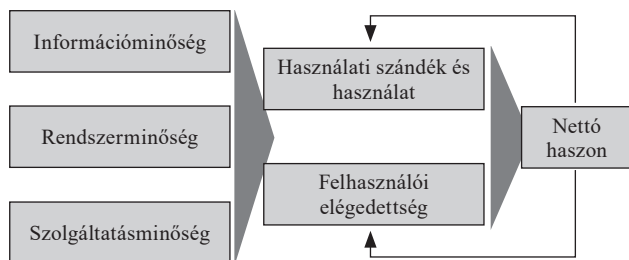 Információminőség
Rendszerminőség
Szolgáltatásminőség
Használati szándék és
használat
Felhasználói
elégedettség
Nettó
haszon